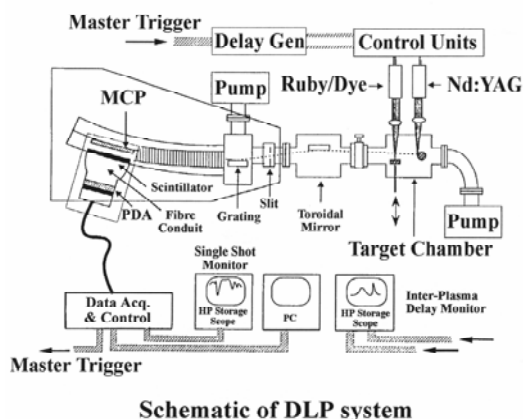 Master Trigger
Delay Gen
Control Units
Pump
Ruby/Dye
Nd:YAG
MCP
Scintillator
PDA
Fibre
Conduit
Grating
Slit
Toroidal
Mirror
Pump
Target Chamber
Single Shot
Monitor
Data Acq.
& Control
HP Storage
Scope
PC
HP Storage
Scope
Inter-Plasma
Delay Monitor
Master Trigger
Schematic of DLP system